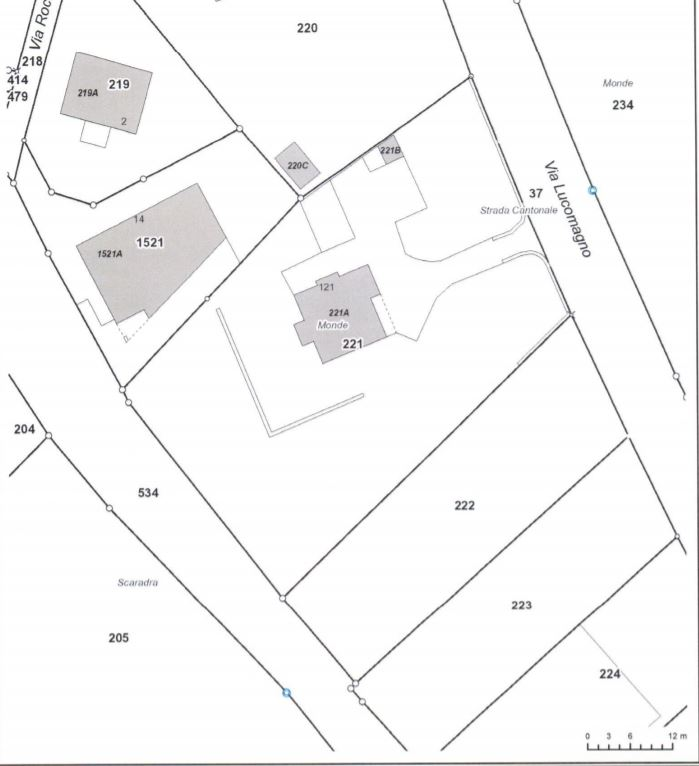 220
Via Roc
218
414
479
219
219A
2
Monde
234
221B
220C
37
Strada Cantonale
Via Lucomagno
14
1521
1521A
121
221A
Monde
221
204
534
222
Scaradra
205
223
224
0 3 6 12 m